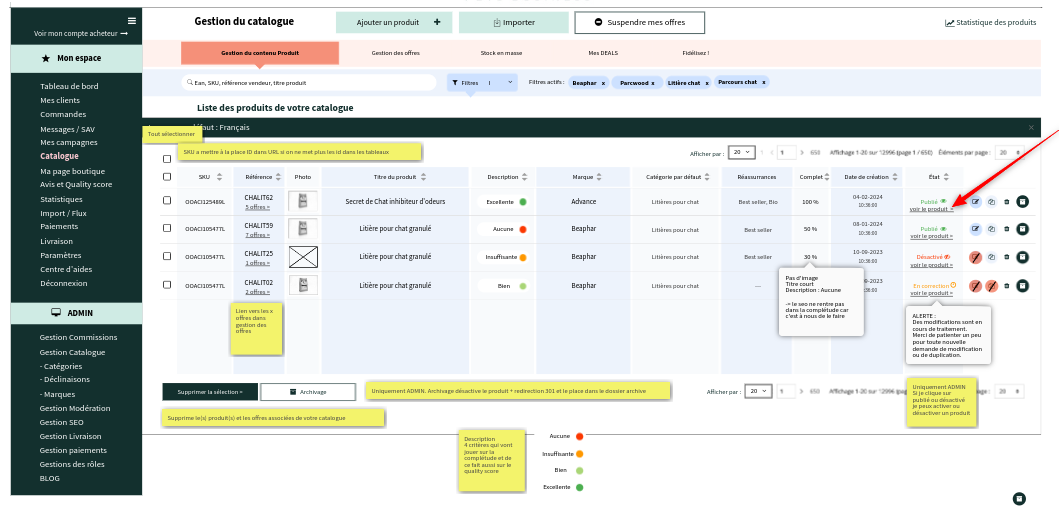 Voir mon compte acheteur →
Mon espace
Tableau de bord
Mes clients
Commandes
Messages / SAV
Mes campagnes
Catalogue
Ma page boutique
Avis et Quality score
Statistiques
Import / Flux
Paiements
Livraison
Paramètres
Centre d'aides
Déconnexion
ADMIN
Gestion Commissions
Gestion Catalogue
- Catégories
- Déclinaisons
- Marques
Gestion Modération
Gestion SEO
Gestion Livraison
Gestion paiements
Gestions des rôles
BLOG
Gestion du catalogue
Ajouter un produit +
Importer
Suspendre mes offres
Statistique des produits
Gestion du contenu Produit
Gestion des offres
Stock en masse
Mes DEALS
Fidélisez !
Ean, SKU, référence vendeur, titre produit
Filtres
Filtres actifs :
Beaphar x
Parcwood x
Litière chat x
Parcours chat x
Liste des produits de votre catalogue
éfaut : Français
Tout sélectionner
SKU a mettre à la place ID dans URL si on ne met plus les id dans les tableaux
Afficher par : 20
1
650
Affichage 1-20 sur 12996 (page 1 / 650)
Éléments par page : 20
SKU Référence Photo Titre du produit Description Marque Catégorie par défaut Réassurances Complet Date de création État
OOACI125489L CHALIT62 Secret de Chat inhibiteur d'odeurs Excellente Advance Litières pour chat Best seller, Bio 100 % 04-02-2024 Publié
5 offres > 10:36:00 voir le produit >
OOACI10547TL CHALIT59 Litière pour chat granulé Aucune Beaphar Litières pour chat Best seller 50 % 08-01-2024 Publié
7 offres > 10:36:00 voir le produit >
OOACI10547TL CHALIT25 Litière pour chat granulé Insuffisante Beaphar Litières pour chat Best seller 30 % 10-09-2023 Désactivé
1 offres > 10:36:00 voir le produit >
OOACI10547TL CHALIT02 Litière pour chat granulé Bien Beaphar Litières pour chat --- -09-2023 En correction
2 offres > 36:00 voir le produit >
Pas d'image
Titre court
Description : Aucune
-= le seo ne rentre pas
dans la complétude car
c'est à nous de le faire
Lien vers les x
offres dans
gestion des
offres
ALERTE :
Des modifications sont en
cours de traitement.
Merci de patienter un peu
pour toute nouvelle
demande de modification
ou de duplication.
Supprimer la sélection >
Archivage
Uniquement ADMIN. Archivage désactive le produit + redirection 301 et le place dans le dossier archive
Afficher par : 20
1
650
Affichage 1-20 sur 12996 (pag
age : 20
Uniquement ADMIN
Si je clique sur
publié ou désactivé
je peux activer ou
désactiver un produit
Supprime le(s) produit(s) et les offres associées de votre catalogue
Description
4 critères qui vont
jouer sur la
complétude et de
ce fait aussi sur le
quality score
Aucune
Insuffisante
Bien
Excellente